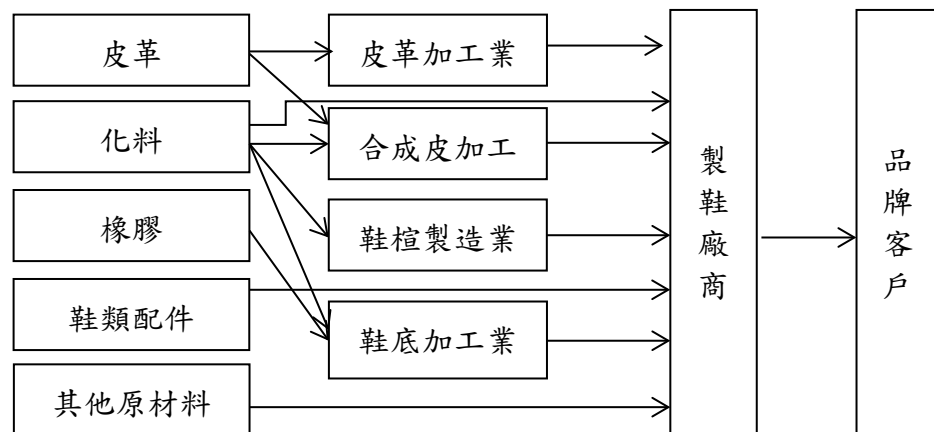 皮革
皮革加工業
化料
合成皮加工
橡膠
鞋楦製造業
鞋類配件
鞋底加工業
其他原材料
製鞋廠商
品牌客戶